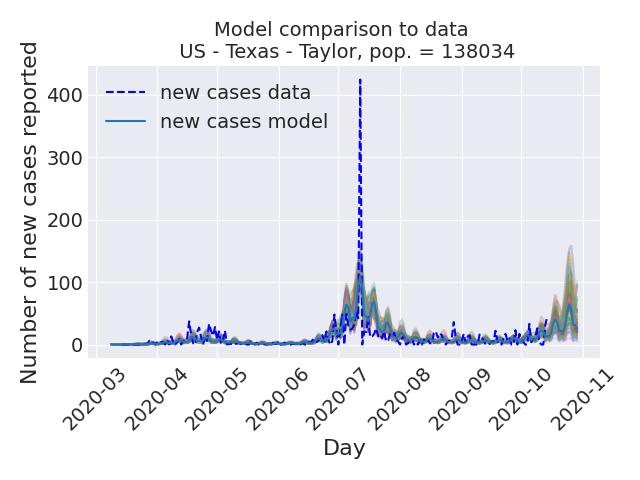 Model comparison to data
US - Texas - Taylor, pop. = 138034
Number of new cases reported
400
300
200
100
0
new cases data
new cases model
2020-03
2020-04
2020-05
2020-06
2020-07
2020-08
2020-09
2020-10
2020-11
Day